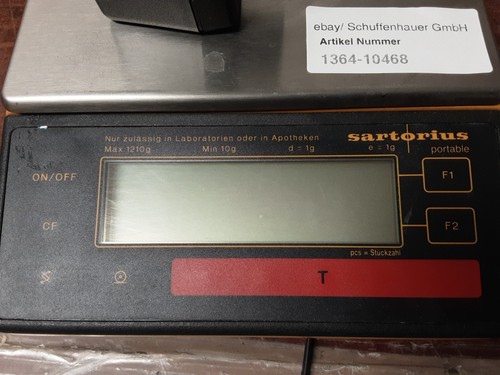 ebay/ Schuffenhauer GmbH
Artikel Nummer
1364-10468
Nur zulässig in Laboratorien oder in Apotheken
sartorius
Max 1210g Min 10g d = 1g e = 1g portable
ON/OFF
F1
CF
F2
pcs = Stückzahl
T